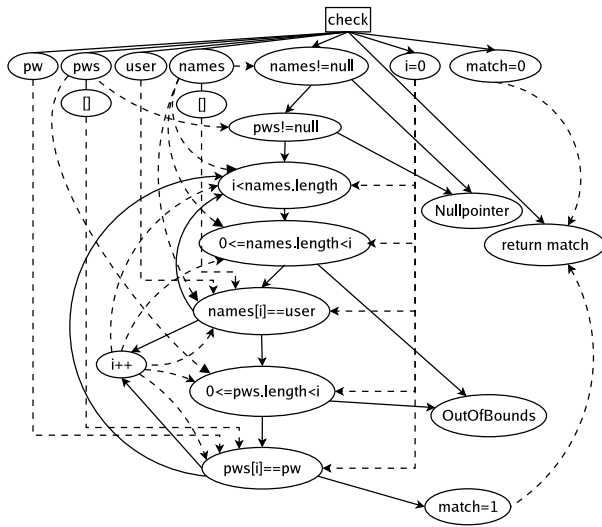 check
pw
pws
user
names
names!=null
i=0
match=0
[]
[]
pws!=null
i<names.length
Nullpointer
0<=names.length<i
return match
names[i]==user
i++
0<=pws.length<i
OutOfBounds
pws[i]==pw
match=1